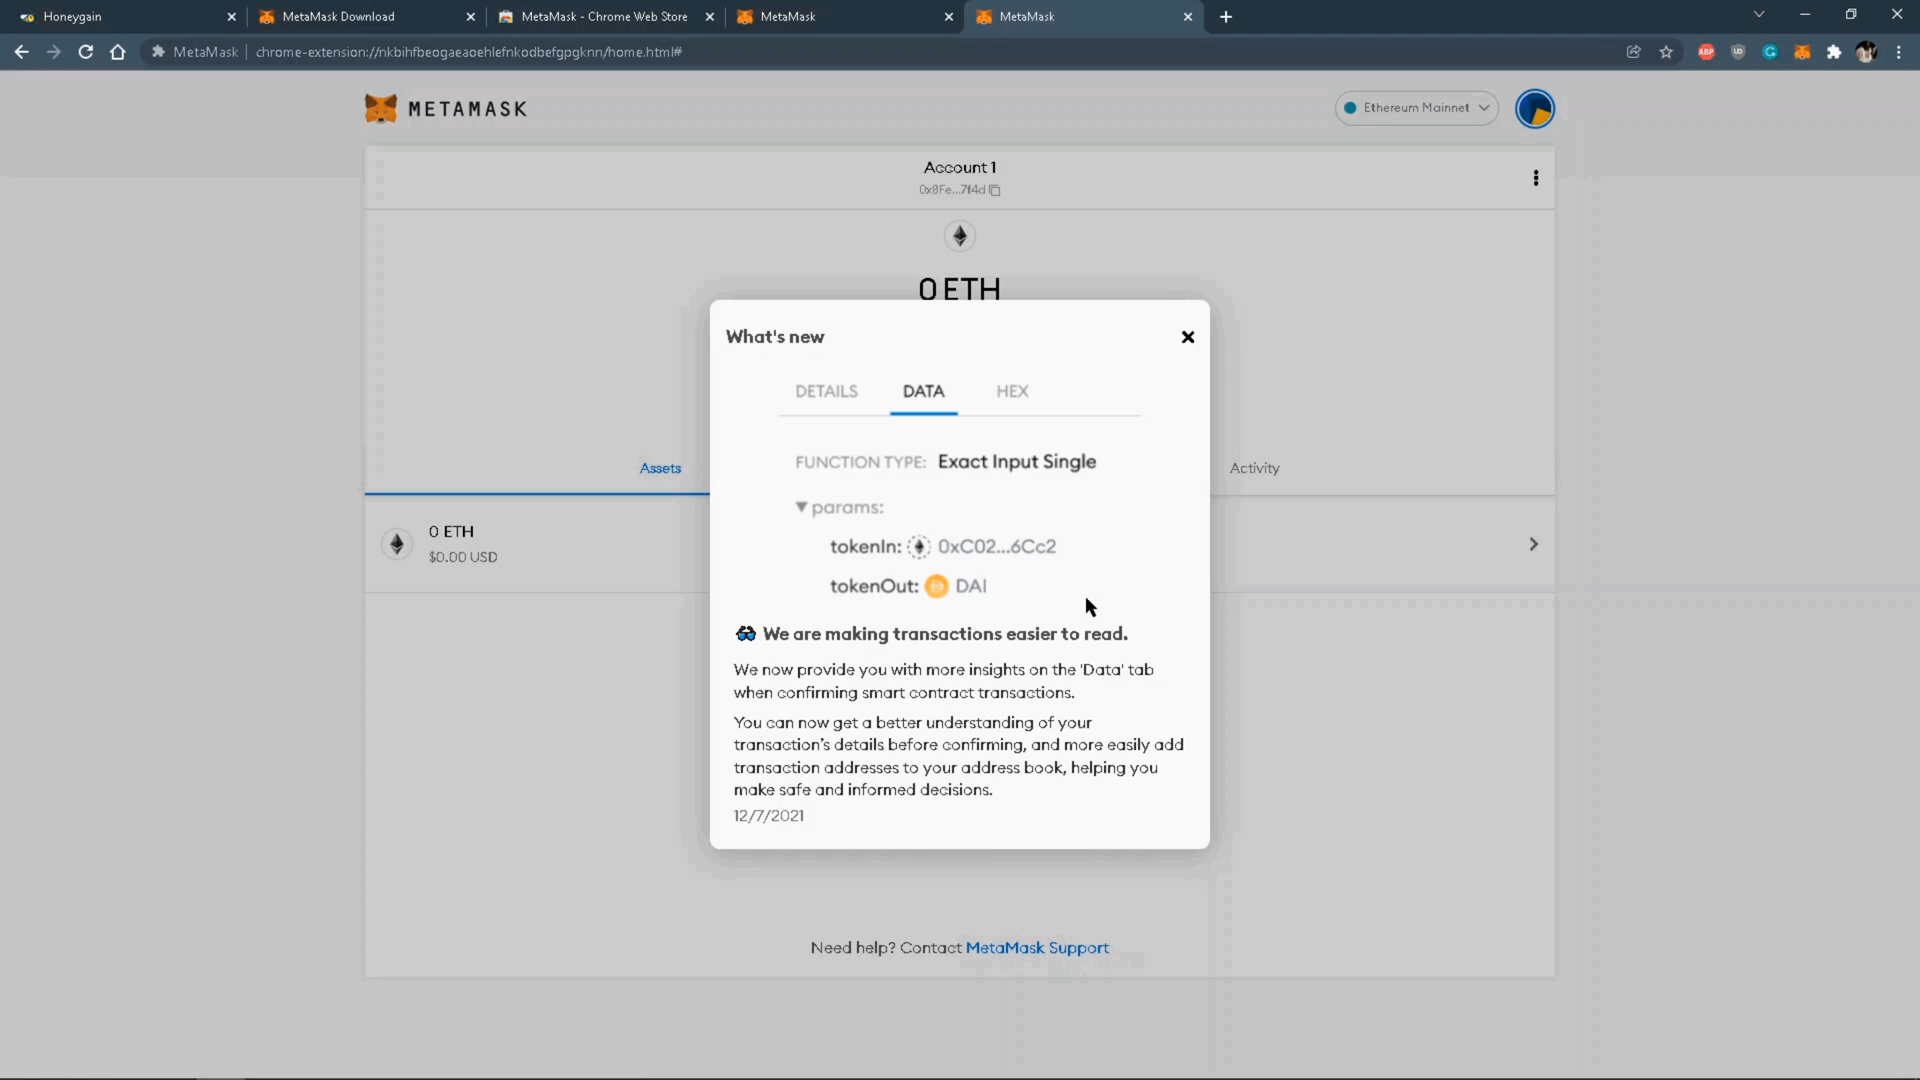 Honeygain
MetaMask Download
MetaMask - Chrome Web Store
MetaMask
MetaMask
MetaMask
chrome-extension://nkbihfbeogaeaoehlefnkodbefgpgknn/home.html#
ABP
METAMASK
Ethereum Mainnet
Account 1
0x8Fe...7f4d
0 ETH
What's new
DETAILS DATA HEX
FUNCTION TYPE: Exact Input Single
params:
tokenIn: 0xC02...6Cc2
tokenOut: DAI
Assets
Activity
0 ETH
$0.00 USD
We are making transactions easier to read.
We now provide you with more insights on the 'Data' tab
when confirming smart contract transactions.
You can now get a better understanding of your
transaction’s details before confirming, and more easily add
transaction addresses to your address book, helping you
make safe and informed decisions.
12/7/2021
Need help? Contact MetaMask Support